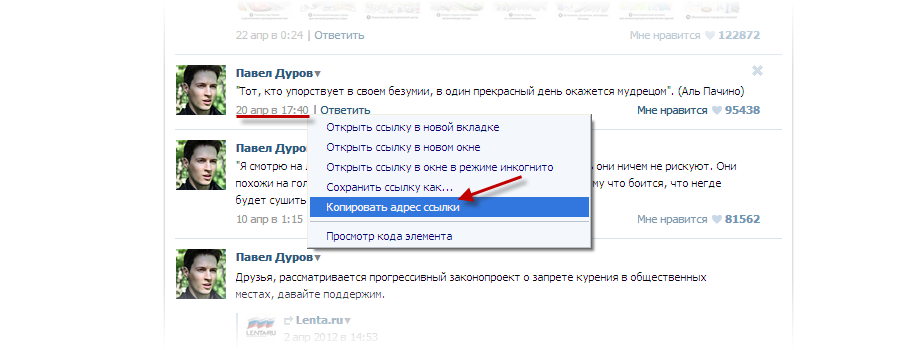 22 апр в 0:24 | Ответить Мне нравится 122872
Павел Дуров
"Тот, кто упорствует в своем безумии, в один прекрасный день окажется мудрецом". (Аль Пачино)
20 апр в 17:40 | Ответить Мне нравится 95438
Открыть ссылку в новой вкладке
Павел Дуров
Открыть ссылку в новом окне
"Я смотрю на Открыть ссылку в окне в режиме инкогнито они ничем не рискуют. Они
похожи на Сохранить ссылку как... что боится, что негде
будет сушить Копировать адрес ссылки
10 апр в 1:15 Мне нравится 81562
Просмотр кода элемента
Павел Дуров
Друзья, рассматривается прогрессивный законопроект о запрете курения в общественных
местах, давайте поддержим.
LENTA.RU Lenta.ru
2 апр 2012 в 14:53